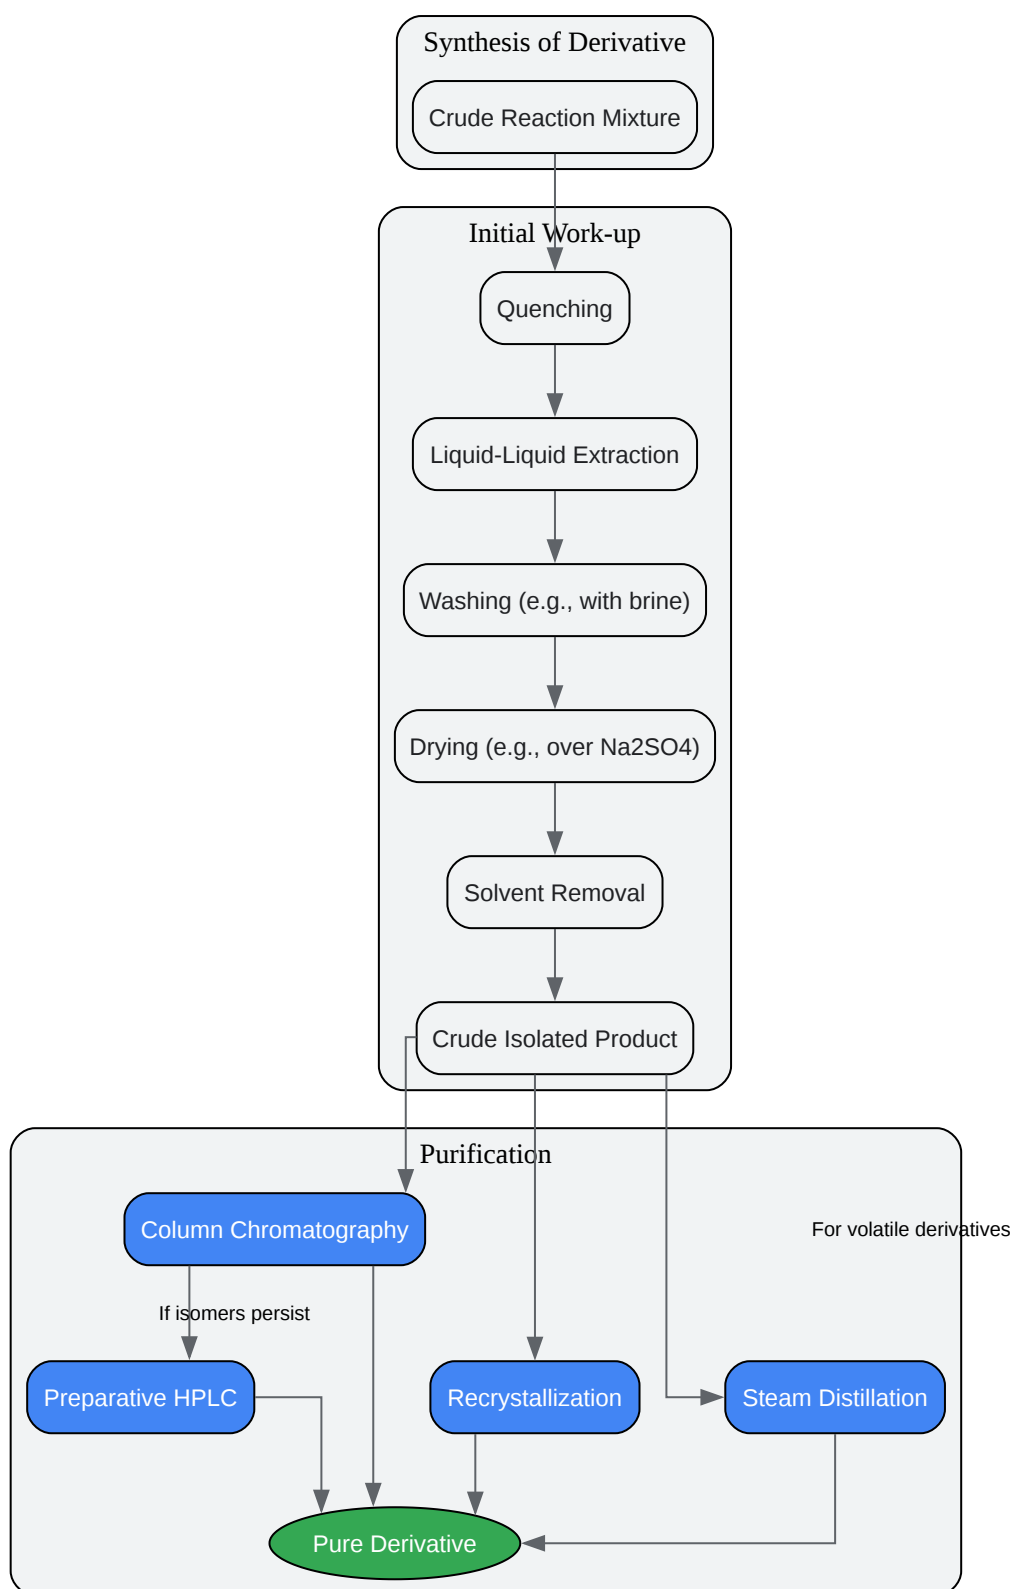 Synthesis of Derivative
Crude Reaction Mixture
Initial Work-up
Quenching
Liquid-Liquid Extraction
Washing (e.g., with brine)
Drying (e.g., over Na2SO4)
Solvent Removal
Crude Isolated Product
Purification
Column Chromatography
For volatile derivatives
If isomers persist
Preparative HPLC
Recrystallization
Steam Distillation
Pure Derivative